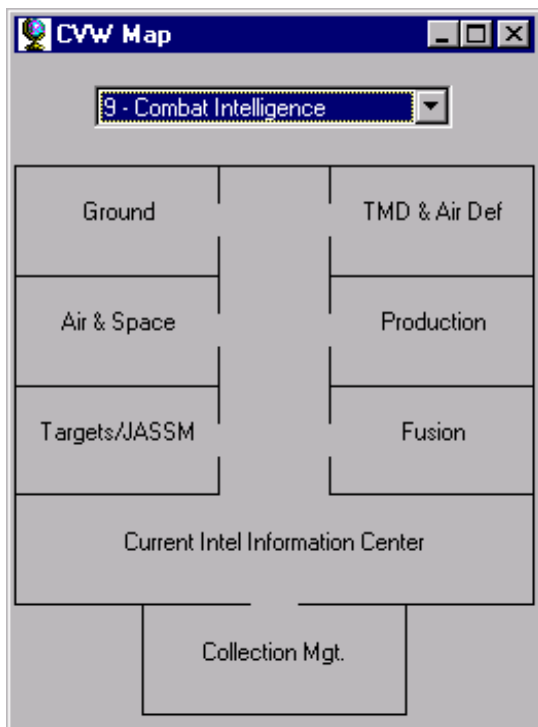 CVW Map
9 - Combat Intelligence
Ground
TMD & Air Def
Air & Space
Production
Targets/JASSM
Fusion
Current Intel Information Center
Collection Mgt.